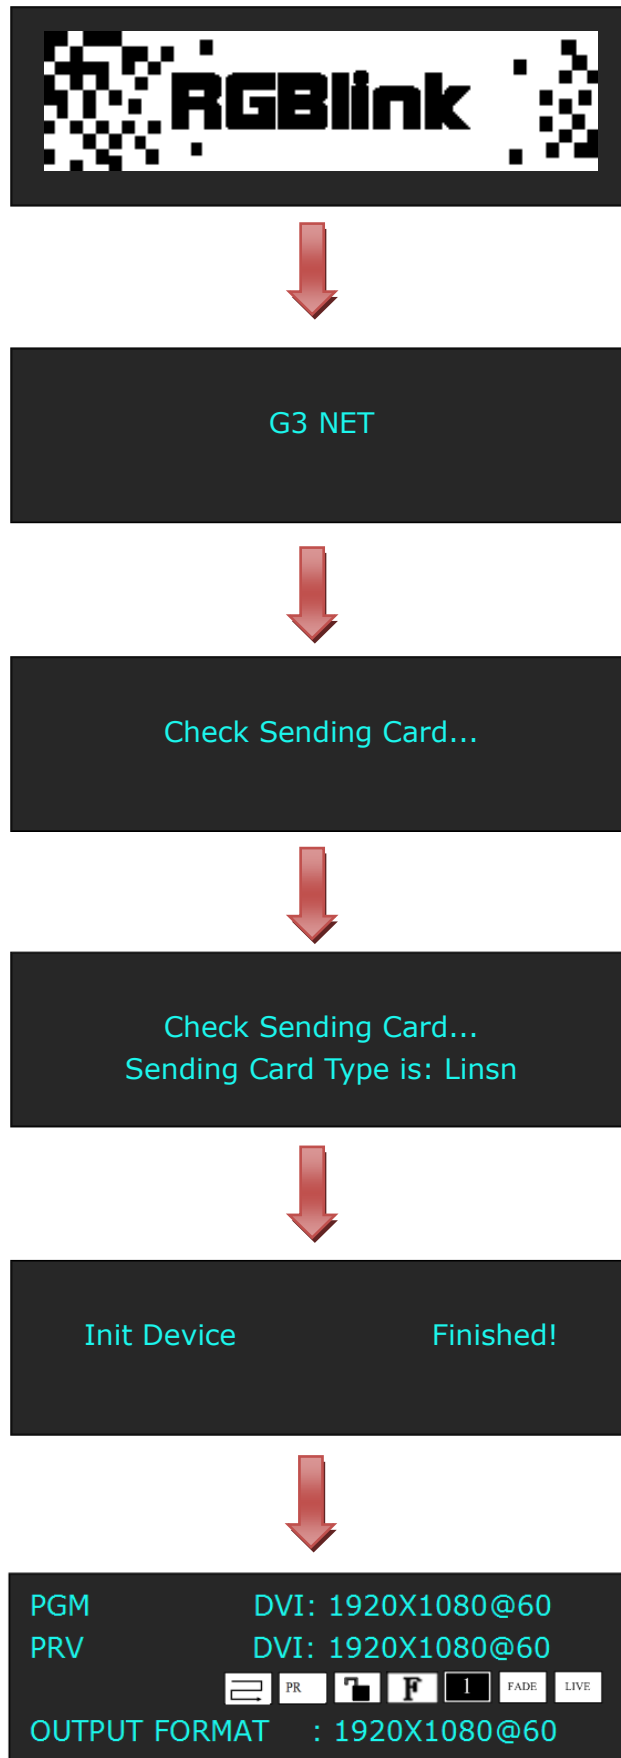 RGBlink
G3 NET
Check Sending Card...
Check Sending Card...
Sending Card Type is: Linsn
Init Device Finished!
PGM DVI: 1920X1080@60
PRV DVI: 1920X1080@60
PR F 1 FADE LIVE
OUTPUT FORMAT : 1920X1080@60